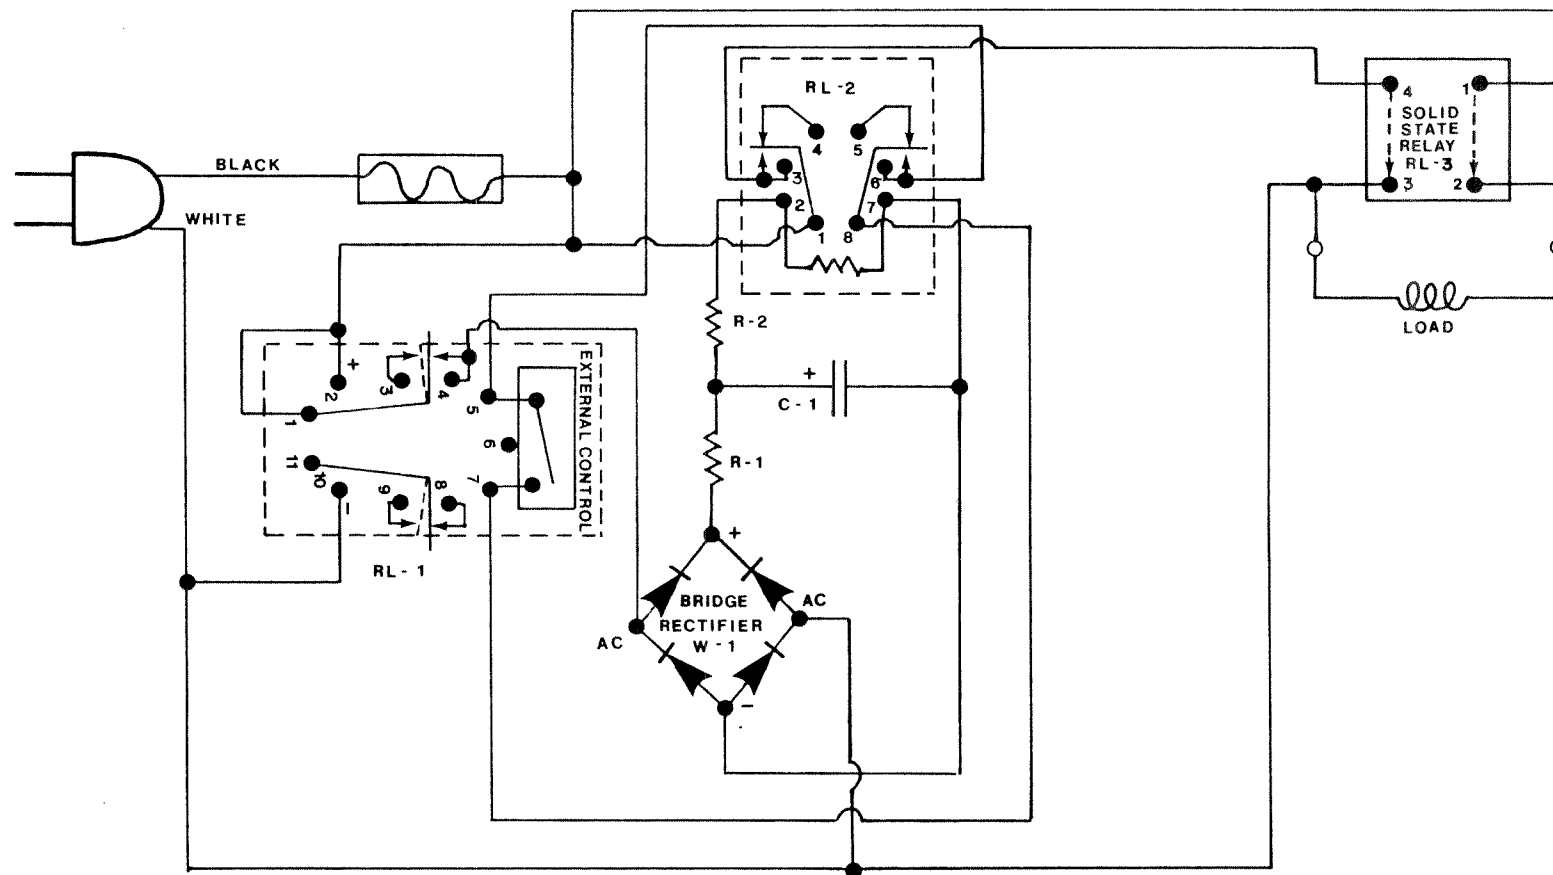 BLACK
WHITE
RL-2
4
5
3
6
2
7
1
8
4
1
SOLID
STATE
RELAY
RL-3
3
2
LOAD
R-2
+
C-1
R-1
+
2
3
4
5
1
6
11
10
-
9
8
7
EXTERNAL CONTROL
RL-1
+
AC
AC
BRIDGE
RECTIFIER
W-1
-